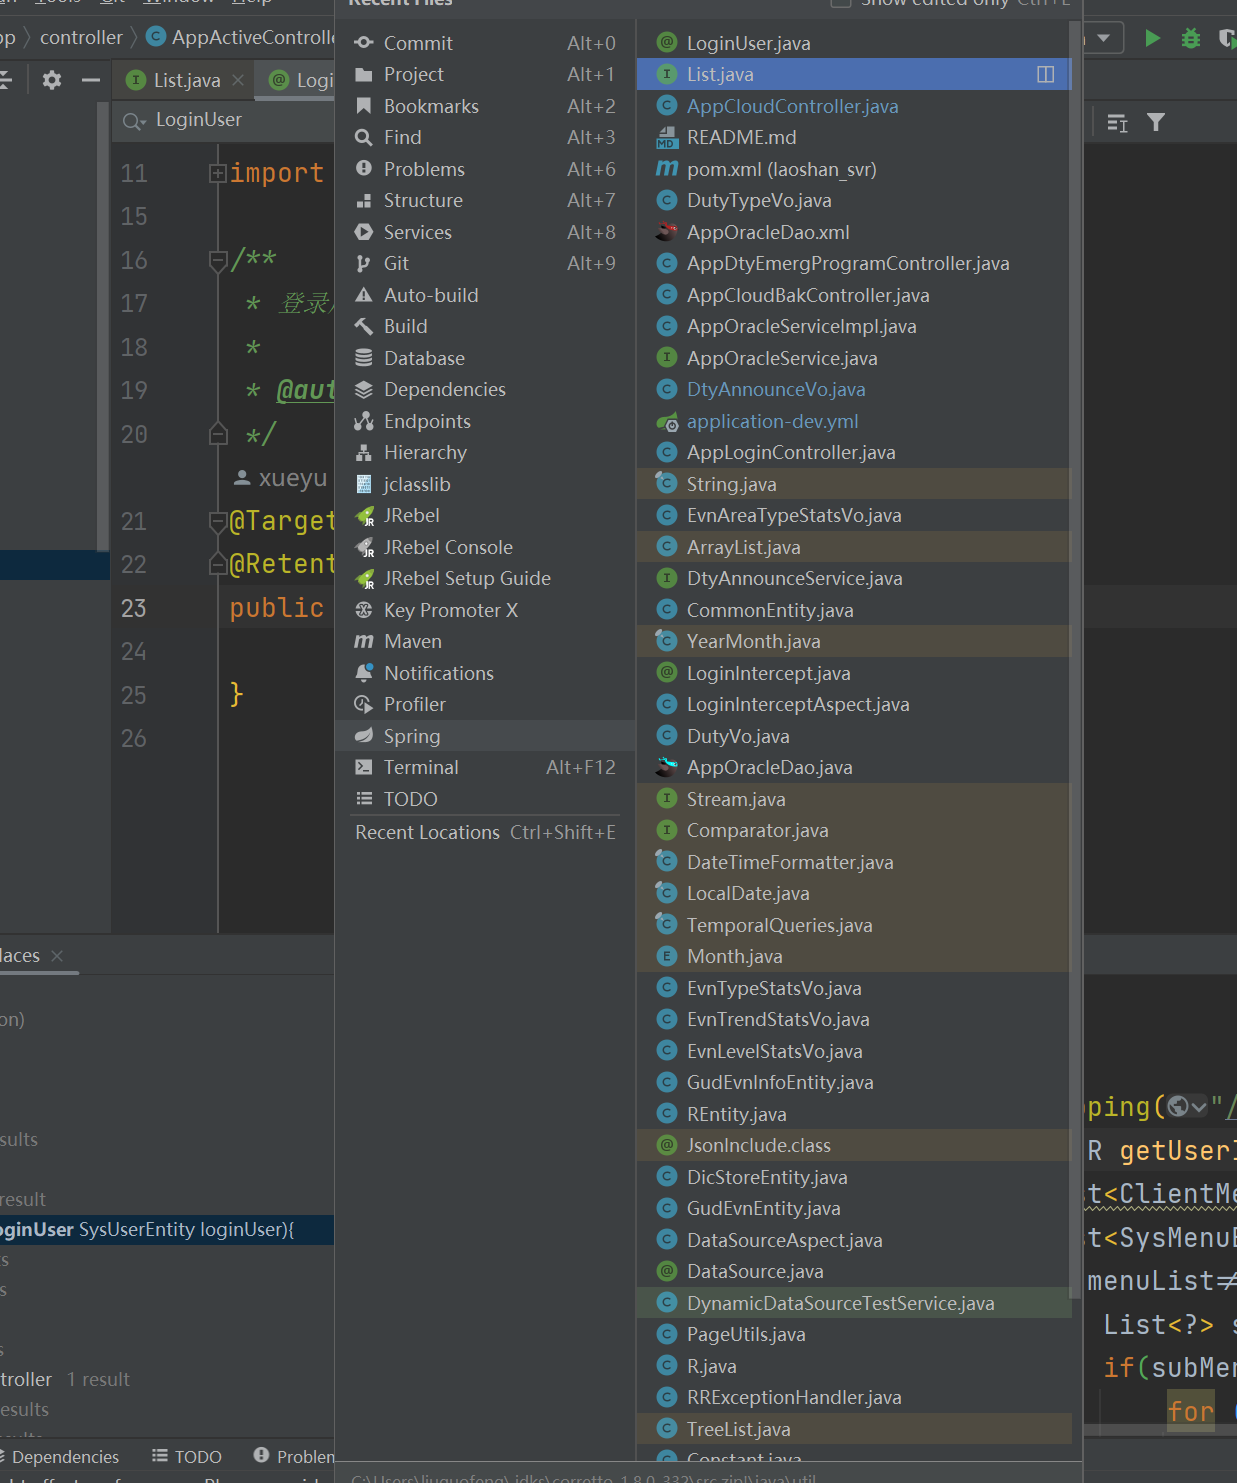 Recent Files
Show edited only Ctrl+E
controller AppActiveControlle
List.java
LoginUser
Commit Alt+0
Project Alt+1
Bookmarks Alt+2
Find Alt+3
Problems Alt+6
Structure Alt+7
Services Alt+8
Git Alt+9
Auto-build
Build
Database
Dependencies
Endpoints
Hierarchy
jclasslib
JRebel
JRebel Console
JRebel Setup Guide
Key Promoter X
Maven
Notifications
Profiler
Spring
Terminal Alt+F12
TODO
Recent Locations Ctrl+Shift+E
LoginUser.java
List.java
AppCloudController.java
README.md
pom.xml (laoshan_svr)
DutyTypeVo.java
AppOracleDao.xml
AppDtyEmergProgramController.java
AppCloudBakController.java
AppOracleServiceImpl.java
AppOracleService.java
DtyAnnounceVo.java
application-dev.yml
AppLoginController.java
String.java
EvnAreaTypeStatsVo.java
ArrayList.java
DtyAnnounceService.java
CommonEntity.java
YearMonth.java
LoginIntercept.java
LoginInterceptAspect.java
DutyVo.java
AppOracleDao.java
Stream.java
Comparator.java
DateTimeFormatter.java
LocalDate.java
TemporalQueries.java
Month.java
EvnTypeStatsVo.java
EvnTrendStatsVo.java
EvnLevelStatsVo.java
GudEvnInfoEntity.java
REntity.java
JsonInclude.class
DicStoreEntity.java
GudEvnEntity.java
DataSourceAspect.java
DataSource.java
DynamicDataSourceTestService.java
PageUtils.java
R.java
RRExceptionHandler.java
TreeList.java
Constant.java
11 import
15
16 /**
17 * 登录
18 *
19 * @aut
20 */
xueyu
21 @Target
22 @Retent
23 public
24
25 }
26
laces
on)
esults
result
oginUser SysUserEntity loginUser){
troller 1 result
esults
Dependencies TODO Problem
pping( "/
R getUserI
t<ClientMe
t<SysMenuE
menuList≠
List<?> s
if(subMen
for (
C:\Users\liuguofeng\.jdks\corretto-1.8.0_332\src.zip!\java\util